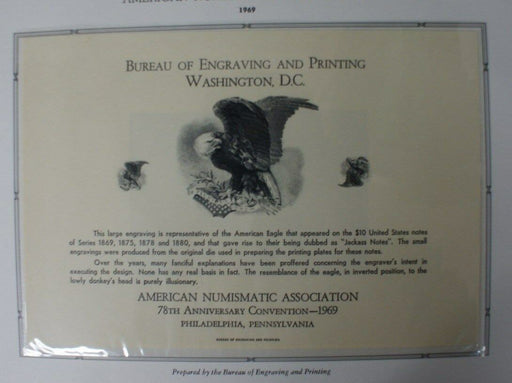 1969
BUREAU OF ENGRAVING AND PRINTING
WASHINGTON, D.C.
This large engraving is representative of the American Eagle that appeared on the $10 United States notes
of Series 1869, 1875, 1878 and 1880, and that gave rise to their being dubbed as "Jackass Notes". The small
engravings were produced from the original die used in preparing the printing plates for these notes.
Over the years, many fanciful explanations have been proffered concerning the engraver's intent in
executing the design. None has any real basis in fact. The resemblance of the eagle, in inverted position, to the
lowly donkey's head is purely illusionary.
AMERICAN NUMISMATIC ASSOCIATION
78TH ANNIVERSARY CONVENTION—1969
PHILADELPHIA, PENNSYLVANIA
BUREAU OF ENGRAVING AND PRINTING
Prepared by the Bureau of Engraving and Printing